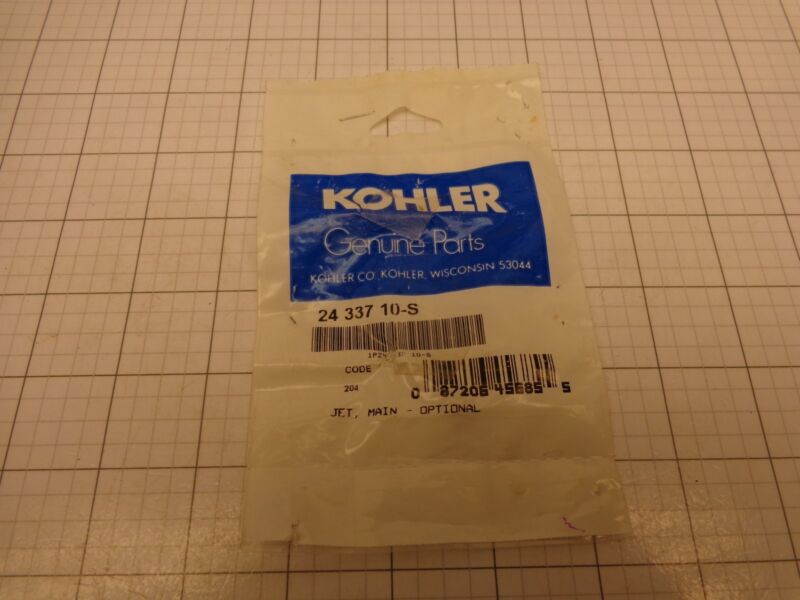 KOHLER
Genuine Parts
KOHLER CO. KOHLER, WISCONSIN 53044
24 337 10-S
CODE
204
JET, MAIN - OPTIONAL